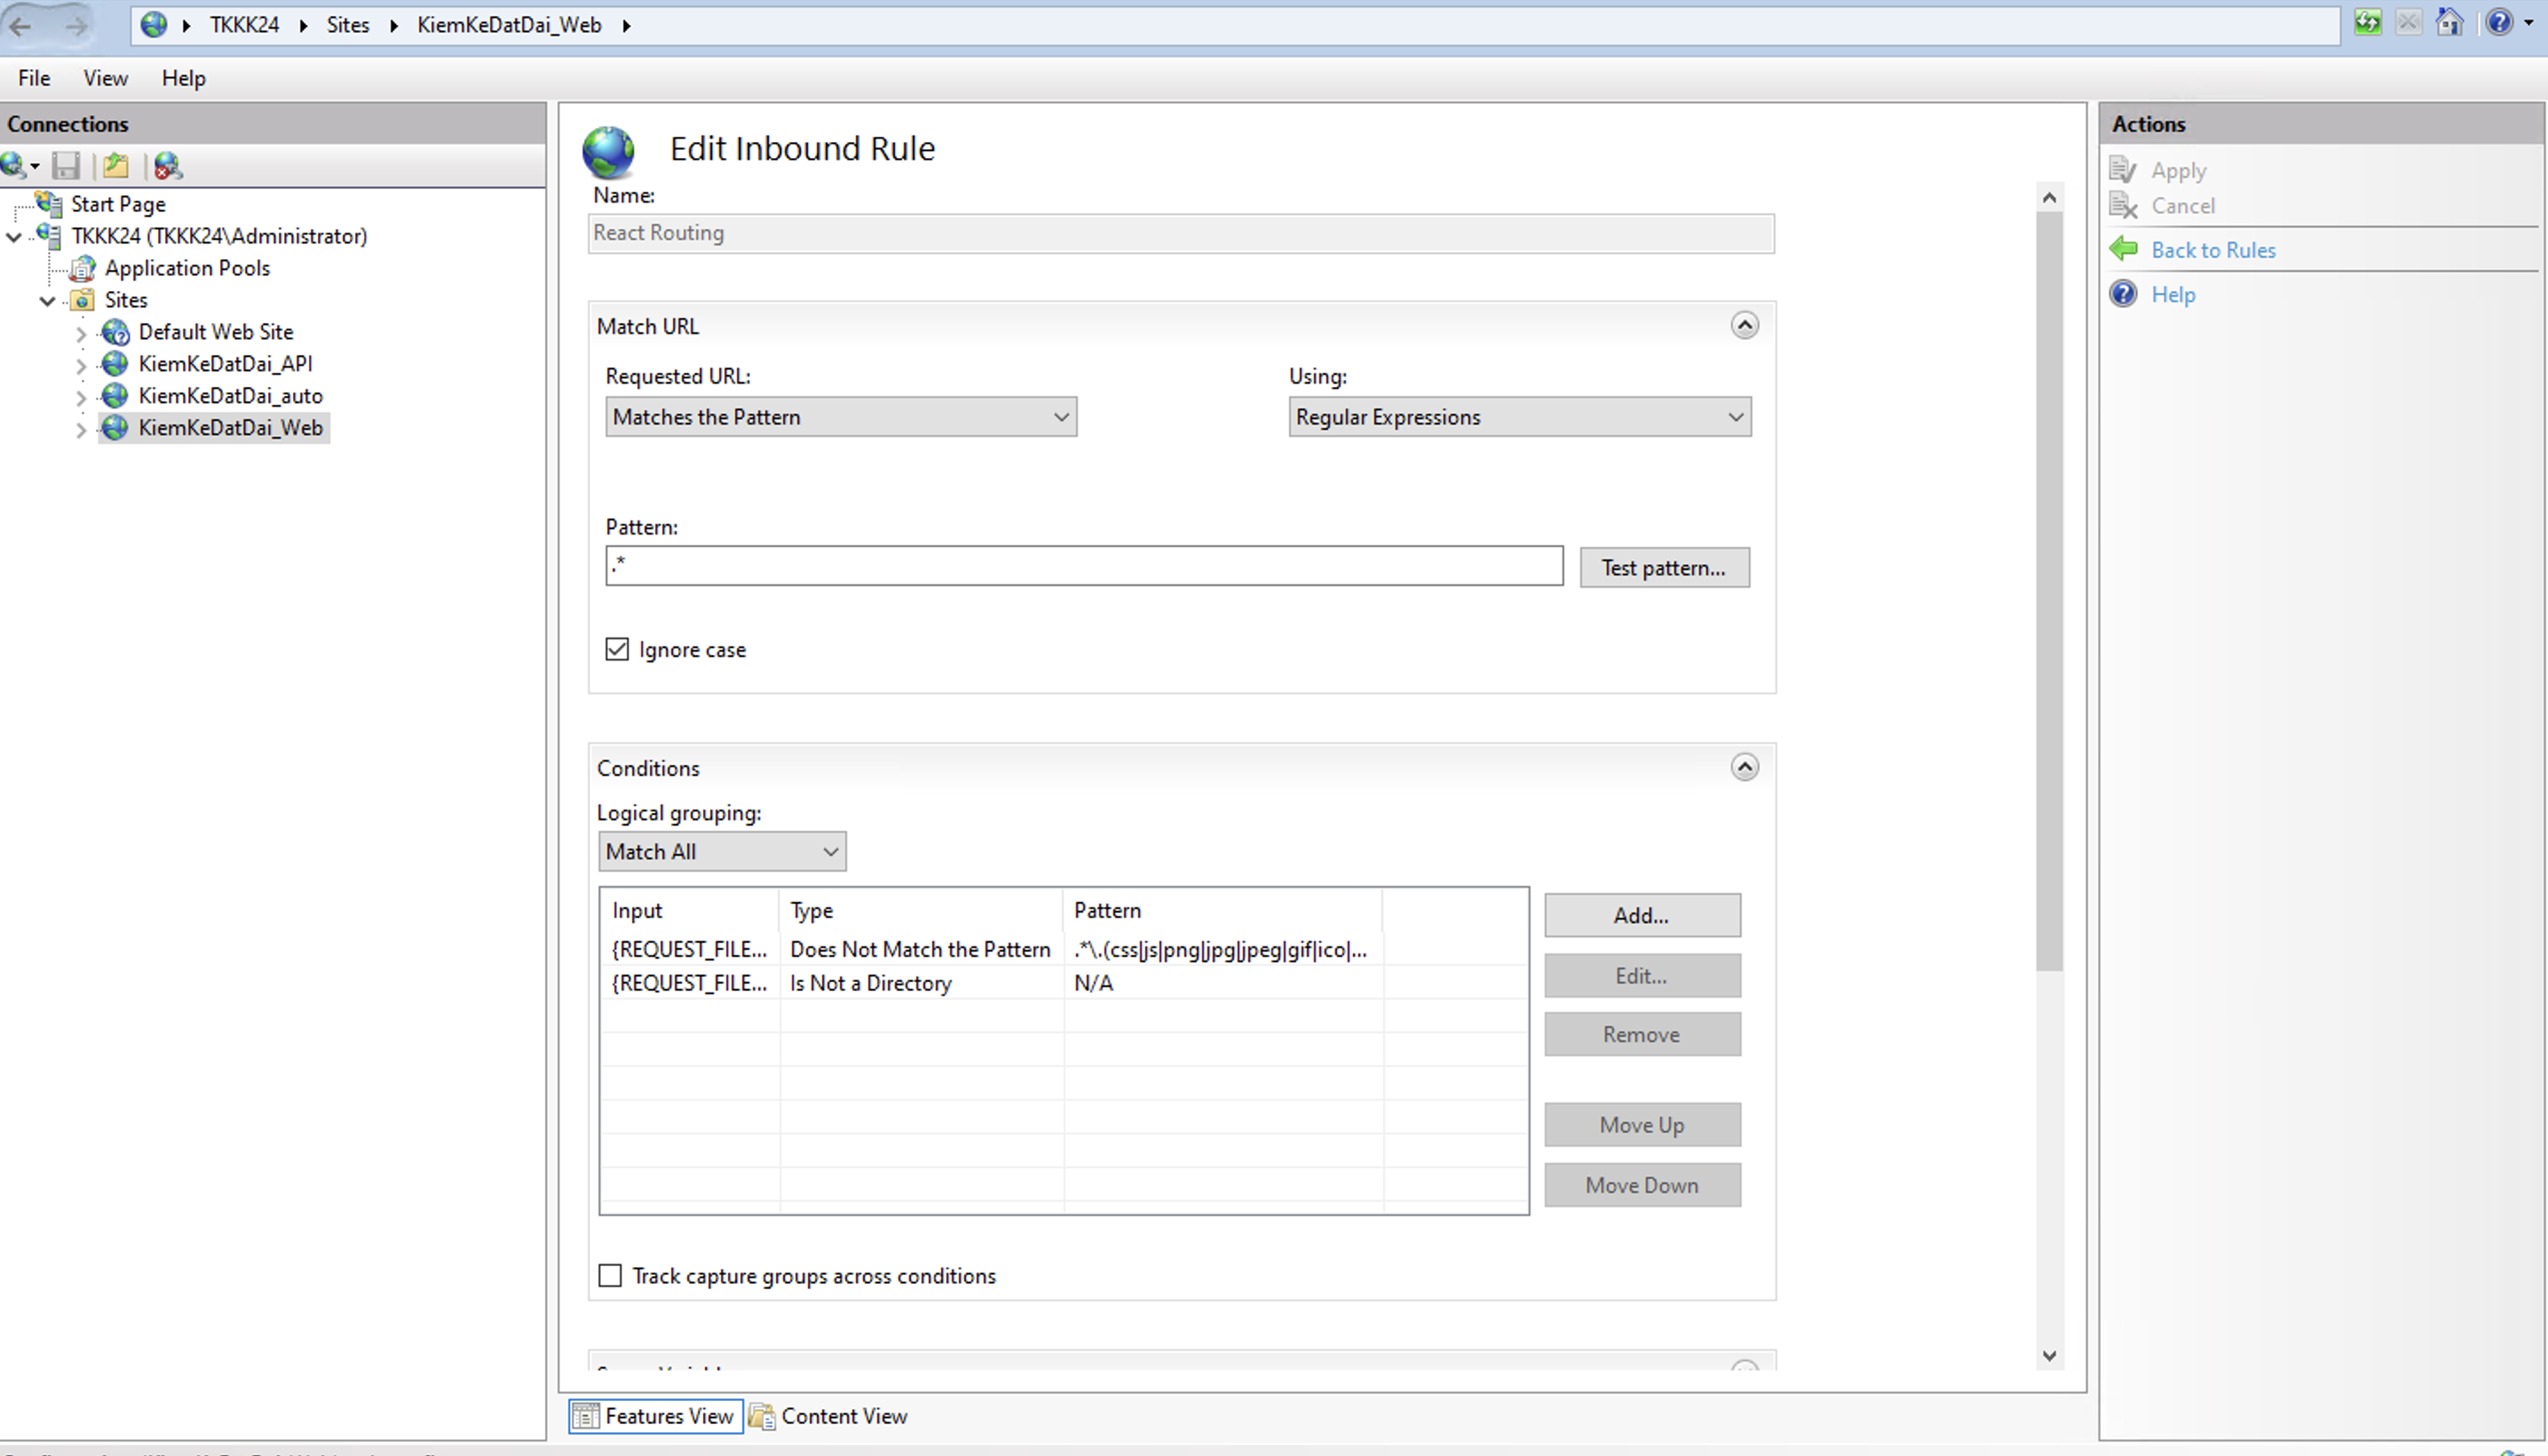 TKKK24 Sites KiemKeDatDai_Web
File View Help
Connections
Start Page
TKKK24 (TKKK24\Administrator)
Application Pools
Sites
Default Web Site
KiemKeDatDai_API
KiemKeDatDai_auto
KiemKeDatDai_Web
Edit Inbound Rule
Name:
React Routing
Match URL
Requested URL: Using:
Matches the Pattern Regular Expressions
Pattern:
.* Test pattern...
Ignore case
Conditions
Logical grouping:
Match All
Input Type Pattern
{REQUEST_FILE... Does Not Match the Pattern .*\.(css|js|png|jpg|jpeg|gif|ico|...
{REQUEST_FILE... Is Not a Directory N/A
Add...
Edit...
Remove
Move Up
Move Down
Track capture groups across conditions
Features View Content View
Actions
Apply
Cancel
Back to Rules
Help